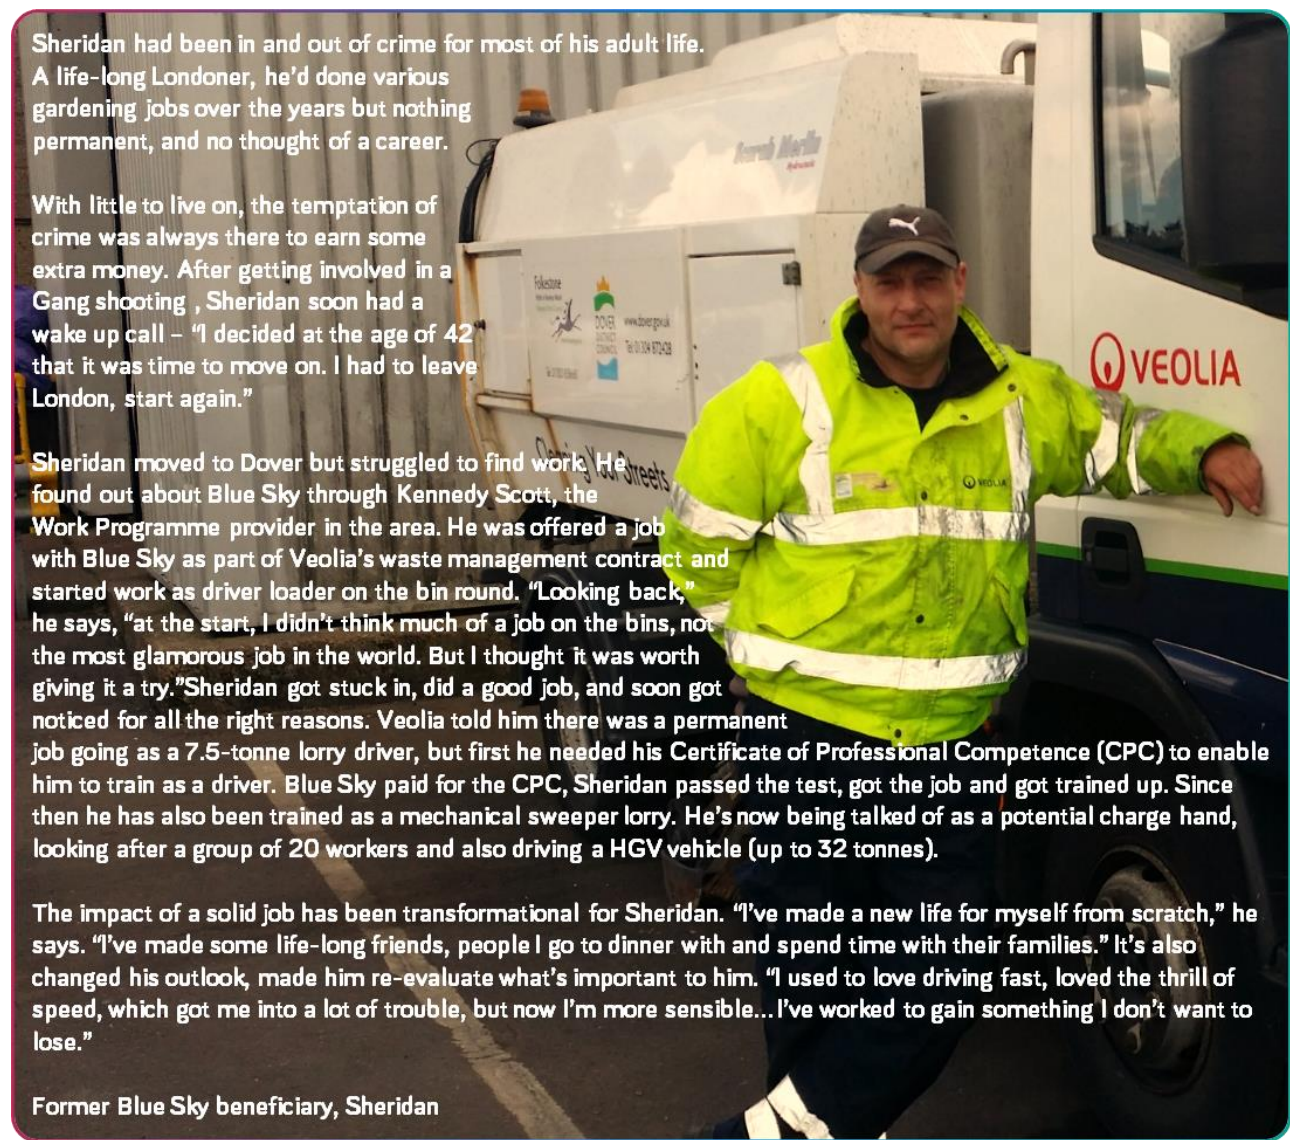 Sheridan had been in and out of crime for most of his adult life.
A life-long Londoner, he’d done various
gardening jobs over the years but nothing
permanent, and no thought of a career.
With little to live on, the temptation of
crime was always there to earn some
extra money. After getting involved in a
Gang shooting , Sheridan soon had a
wake up call – “I decided at the age of 42
that it was time to move on. I had to leave
London, start again.”
Sheridan moved to Dover but struggled to find work. He
found out about Blue Sky through Kennedy Scott, the
Work Programme provider in the area. He was offered a job
with Blue Sky as part of Veolia’s waste management contract and
started work as driver loader on the bin round. “Looking back,”
he says, “at the start, I didn’t think much of a job on the bins, not
the most glamorous job in the world. But I thought it was worth
giving it a try.”Sheridan got stuck in, did a good job, and soon got
noticed for all the right reasons. Veolia told him there was a permanent
job going as a 7.5-tonne lorry driver, but first he needed his Certificate of Professional Competence (CPC) to enable
him to train as a driver. Blue Sky paid for the CPC, Sheridan passed the test, got the job and got trained up. Since
then he has also been trained as a mechanical sweeper lorry. He’s now being talked of as a potential charge hand,
looking after a group of 20 workers and also driving a HGV vehicle (up to 32 tonnes).
The impact of a solid job has been transformational for Sheridan. “I’ve made a new life for myself from scratch,” he
says. “I’ve made some life-long friends, people I go to dinner with and spend time with their families.” It’s also
changed his outlook, made him re-evaluate what’s important to him. “I used to love driving fast, loved the thrill of
speed, which got me into a lot of trouble, but now I’m more sensible... I’ve worked to gain something I don’t want to
lose.”
Former Blue Sky beneficiary, Sheridan
Folkestone
DOVER
DISTRICT
COUNCIL
www.dover.gov.uk
Tel 01304 872428
Cleaning Your Streets
VEOLIA
VEOLIA